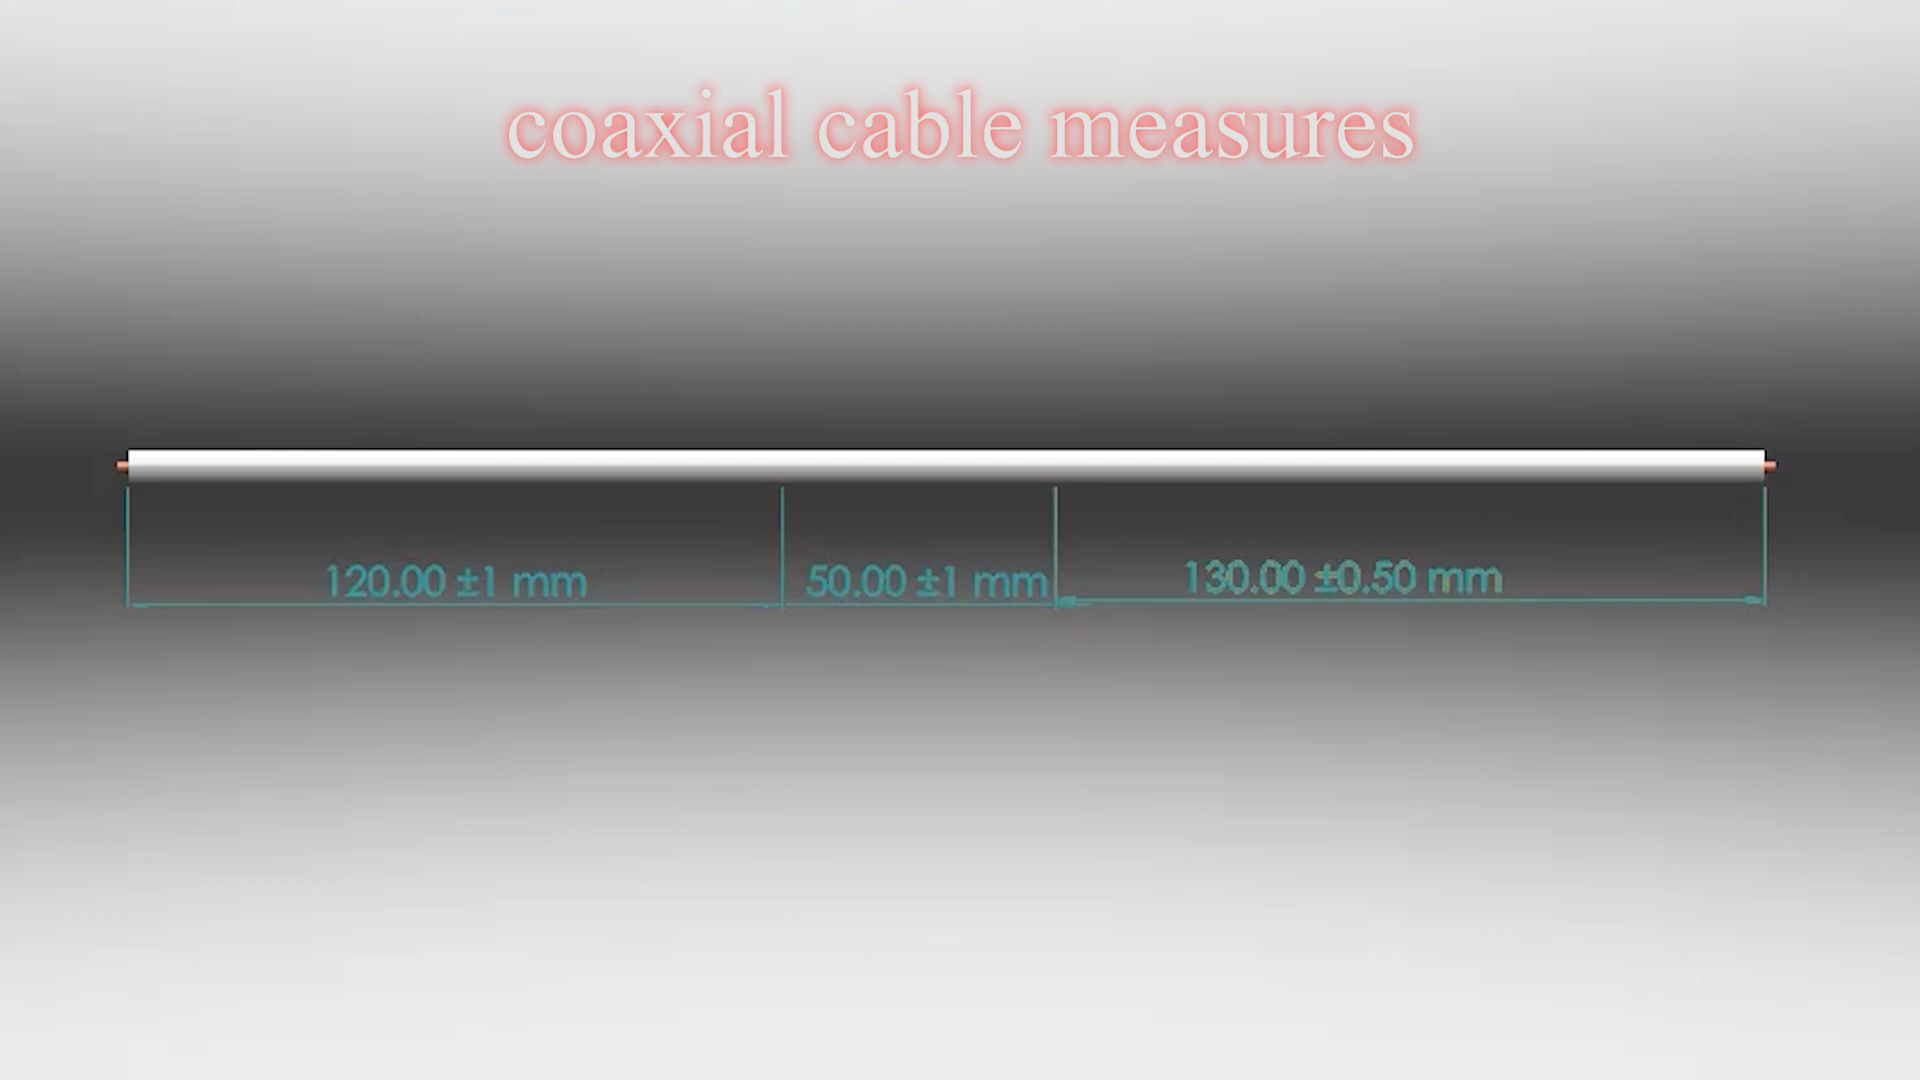 coaxial cable measures
120.00 ±1 mm 50.00 ±1 mm 130.00 ±0.50 mm